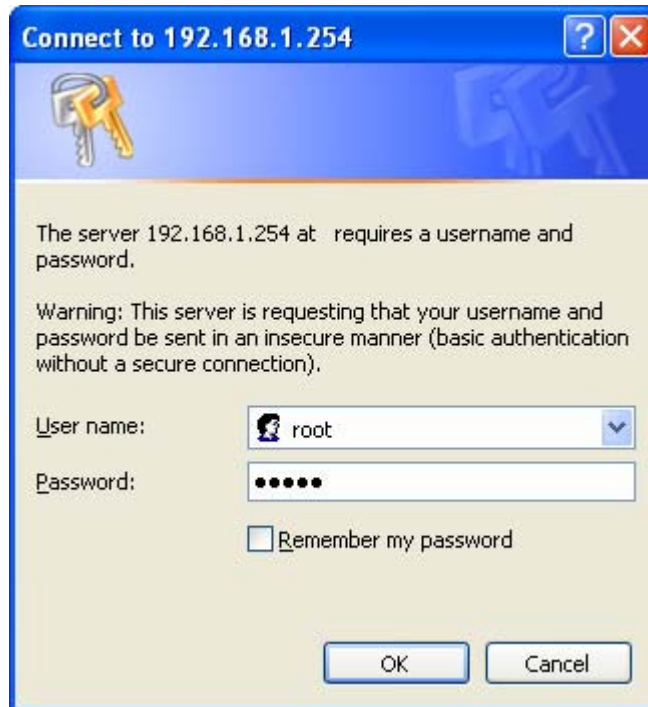 Connect to 192.168.1.254
The server 192.168.1.254 at   requires a username and
password.
Warning: This server is requesting that your username and
password be sent in an insecure manner (basic authentication
without a secure connection).
User name:
root
Password:
•••••
Remember my password
OK
Cancel